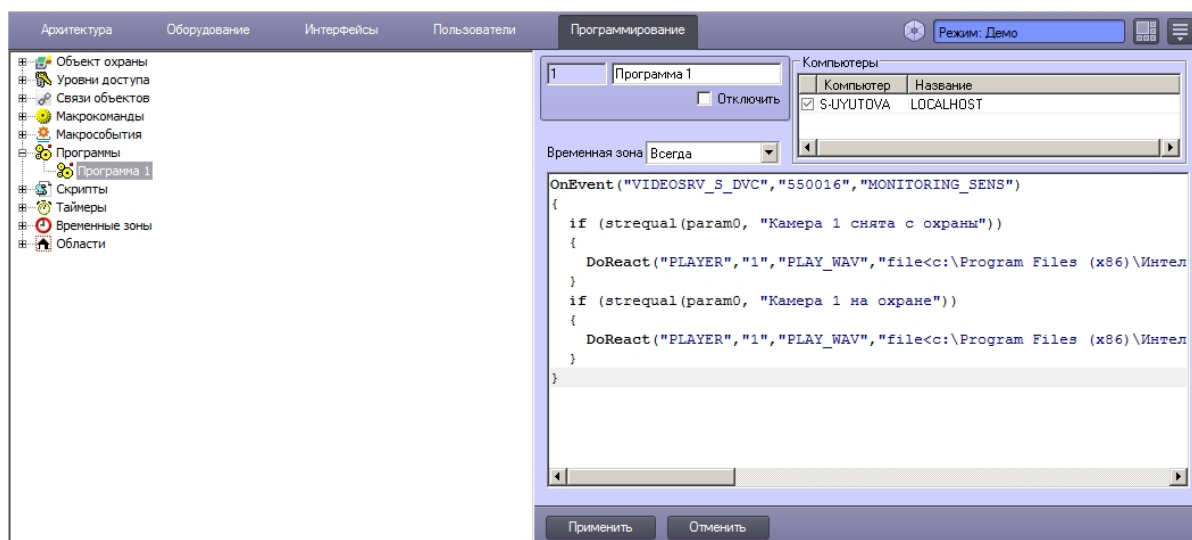 Архитектура Оборудование Интерфейсы Пользователи Программирование Режим: Демо
Объект охраны
Уровни доступа
Связи объектов
Макрокоманды
Макрособытия
Программы
Программа 1
Скрипты
Таймеры
Временные зоны
Области
1 Программа 1
Отключить
Компьютеры
Компьютер Название
S-UYUTOVA LOCALHOST
Временная зона Всегда
OnEvent("VIDEOSRV_S_DVC","550016","MONITORING_SENS")
{
if (strequal(param0, "Камера 1 снята с охраны"))
{
DoReact("PLAYER","1","PLAY_WAV","file<c:\Program Files (x86)\Интел
}
if (strequal(param0, "Камера 1 на охране"))
{
DoReact("PLAYER","1","PLAY_WAV","file<c:\Program Files (x86)\Интел
}
}
Применить Отменить